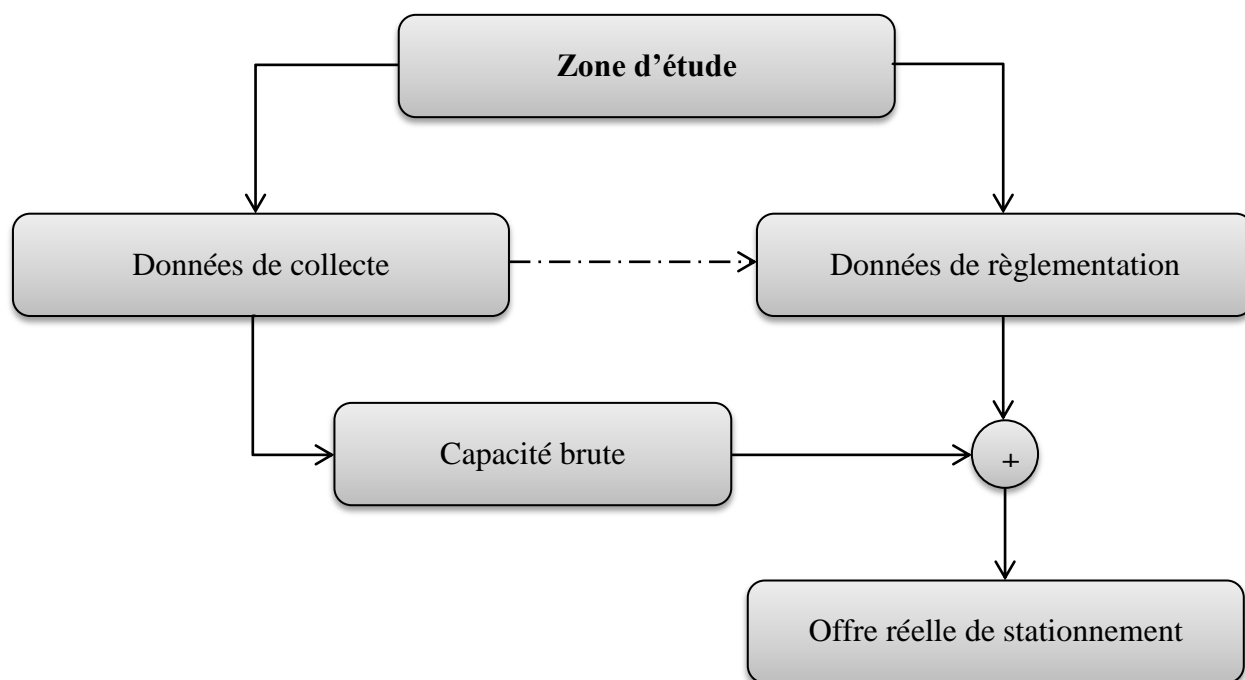 Zone d’étude
Données de collecte
Données de règlementation
Capacité brute
+
Offre réelle de stationnement